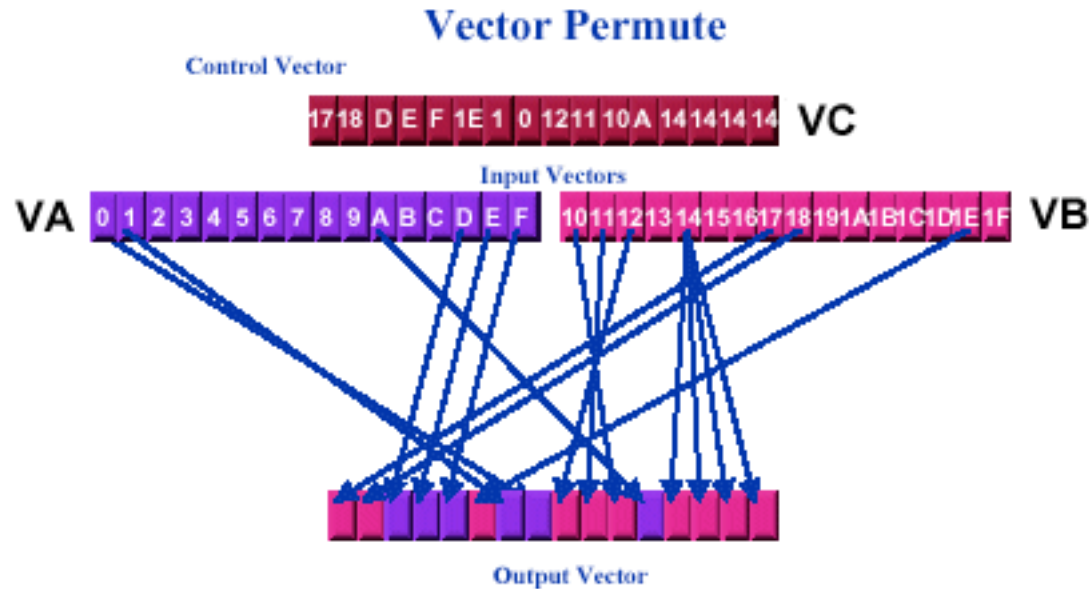 Vector Permute
Control Vector
17 18 D E F 1E 1 0 12 11 10 A 14 14 14 14 VC
Input Vectors
VA 0 1 2 3 4 5 6 7 8 9 A B C D E F 10 11 12 13 14 15 16 17 18 19 1A 1B 1C 1D 1E 1F VB
Output Vector